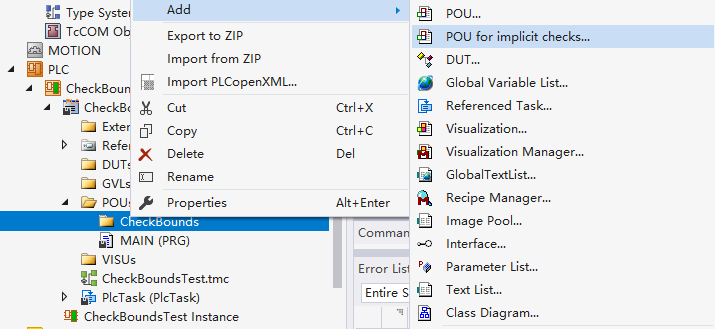 Type System
TcCOM Ob
MOTION
PLC
CheckBoun
CheckBo
Exter
Refer
DUTs
GVLs
POUs
CheckBounds
MAIN (PRG)
VISUs
CheckBoundsTest.tmc
PlcTask (PlcTask)
CheckBoundsTest Instance
Add
Export to ZIP
Import from ZIP
Import PLCopenXML...
Cut Ctrl+X
Copy Ctrl+C
Delete Del
Rename
Properties Alt+Enter
Comma
Error List
Entire S
POU...
POU for implicit checks...
DUT...
Global Variable List...
Referenced Task...
Visualization...
Visualization Manager...
GlobalTextList...
Recipe Manager...
Image Pool...
Interface...
Parameter List...
Text List...
Class Diagram...